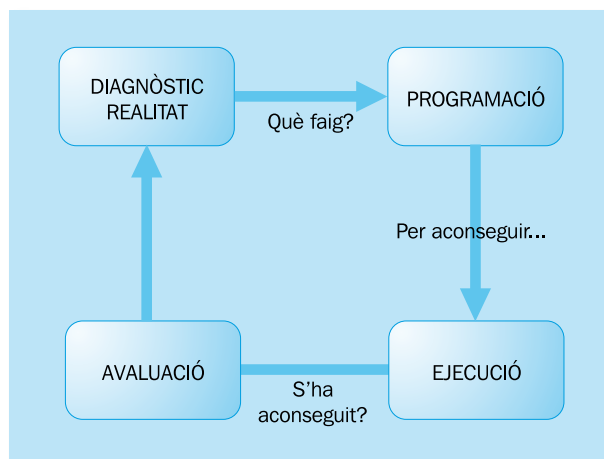 DIAGNÒSTIC
REALITAT
Què faig?
PROGRAMACIÓ
Per aconseguir...
EJECUCIÓ
S'ha
aconseguit?
AVALUACIÓ